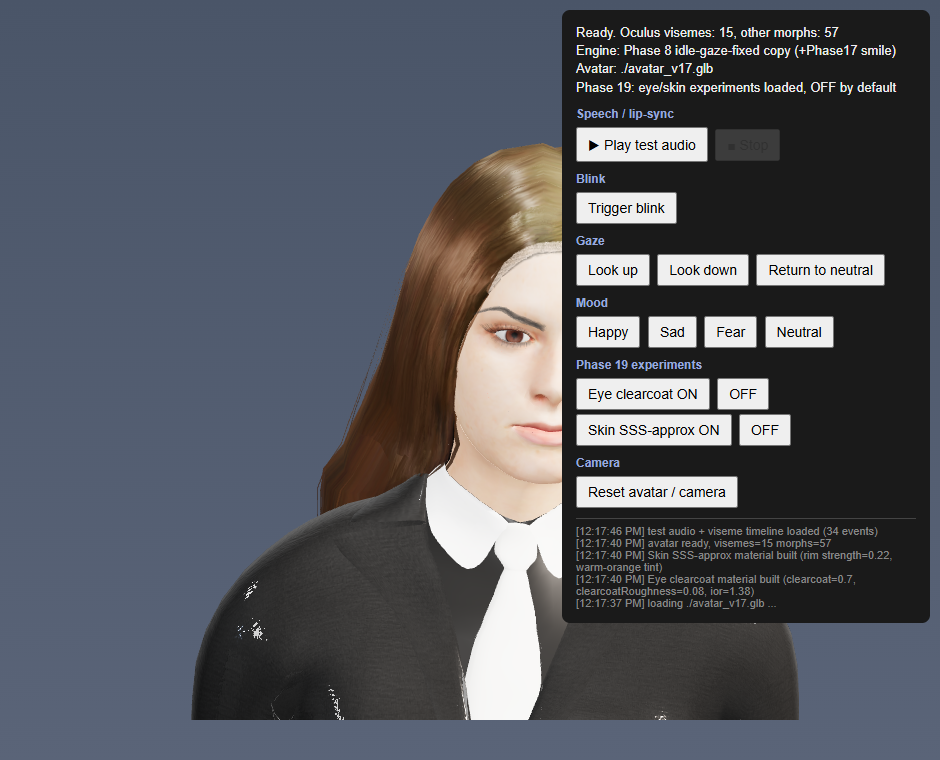 Ready. Oculus visemes: 15, other morphs: 57
Engine: Phase 8 idle-gaze-fixed copy (+Phase17 smile)
Avatar: ./avatar_v17.glb
Phase 19: eye/skin experiments loaded, OFF by default
Speech / lip-sync
▶ Play test audio ■ Stop
Blink
Trigger blink
Gaze
Look up Look down Return to neutral
Mood
Happy Sad Fear Neutral
Phase 19 experiments
Eye clearcoat ON OFF
Skin SSS-approx ON OFF
Camera
Reset avatar / camera
[12:17:46 PM] test audio + viseme timeline loaded (34 events)
[12:17:40 PM] avatar ready, visemes=15 morphs=57
[12:17:40 PM] Skin SSS-approx material built (rim strength=0.22,
warm-orange tint)
[12:17:40 PM] Eye clearcoat material built (clearcoat=0.7,
clearcoatRoughness=0.08, ior=1.38)
[12:17:37 PM] loading ./avatar_v17.glb ...